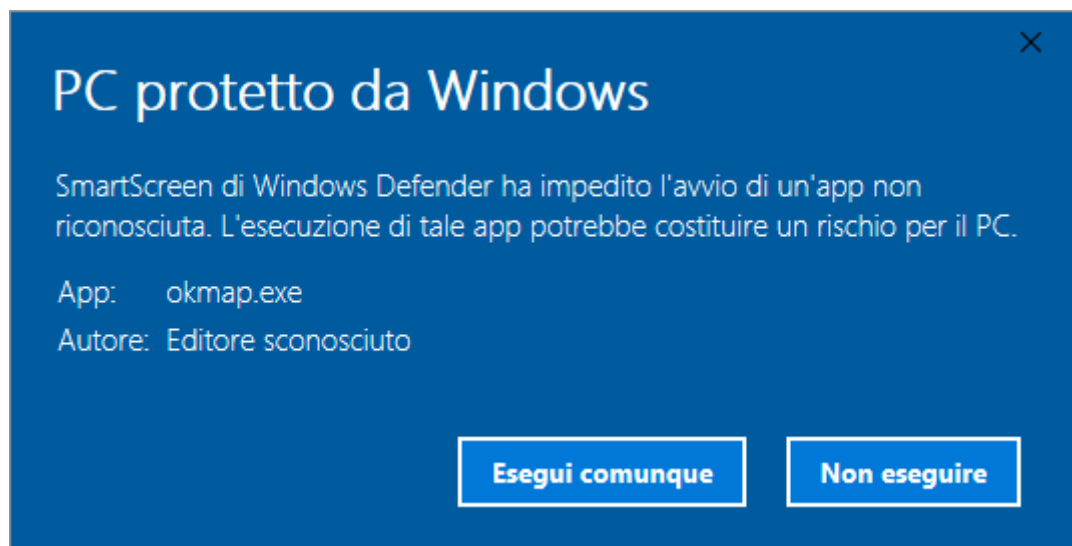 PC protetto da Windows
SmartScreen di Windows Defender ha impedito l'avvio di un'app non
riconosciuta. L'esecuzione di tale app potrebbe costituire un rischio per il PC.
App: okmap.exe
Autore: Editore sconosciuto
Esegui comunque Non eseguire